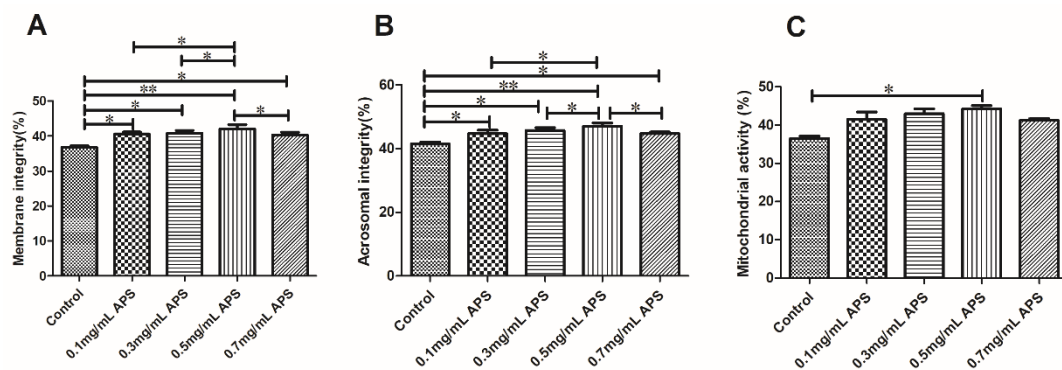 A
Membrane integrity(%)
50
40
30
20
10
0
*
*
*
**
*
*
*
Control
0.1mg/mL APS
0.3mg/mL APS
0.5mg/mL APS
0.7mg/mL APS
B
Acrosomal integrity(%)
60
40
20
0
*
*
**
*
*
*
*
Control
0.1mg/mL APS
0.3mg/mL APS
0.5mg/mL APS
0.7mg/mL APS
C
Mitochondrial activity (%)
50
40
30
20
10
0
*
Control
0.1mg/mL APS
0.3mg/mL APS
0.5mg/mL APS
0.7mg/mL APS